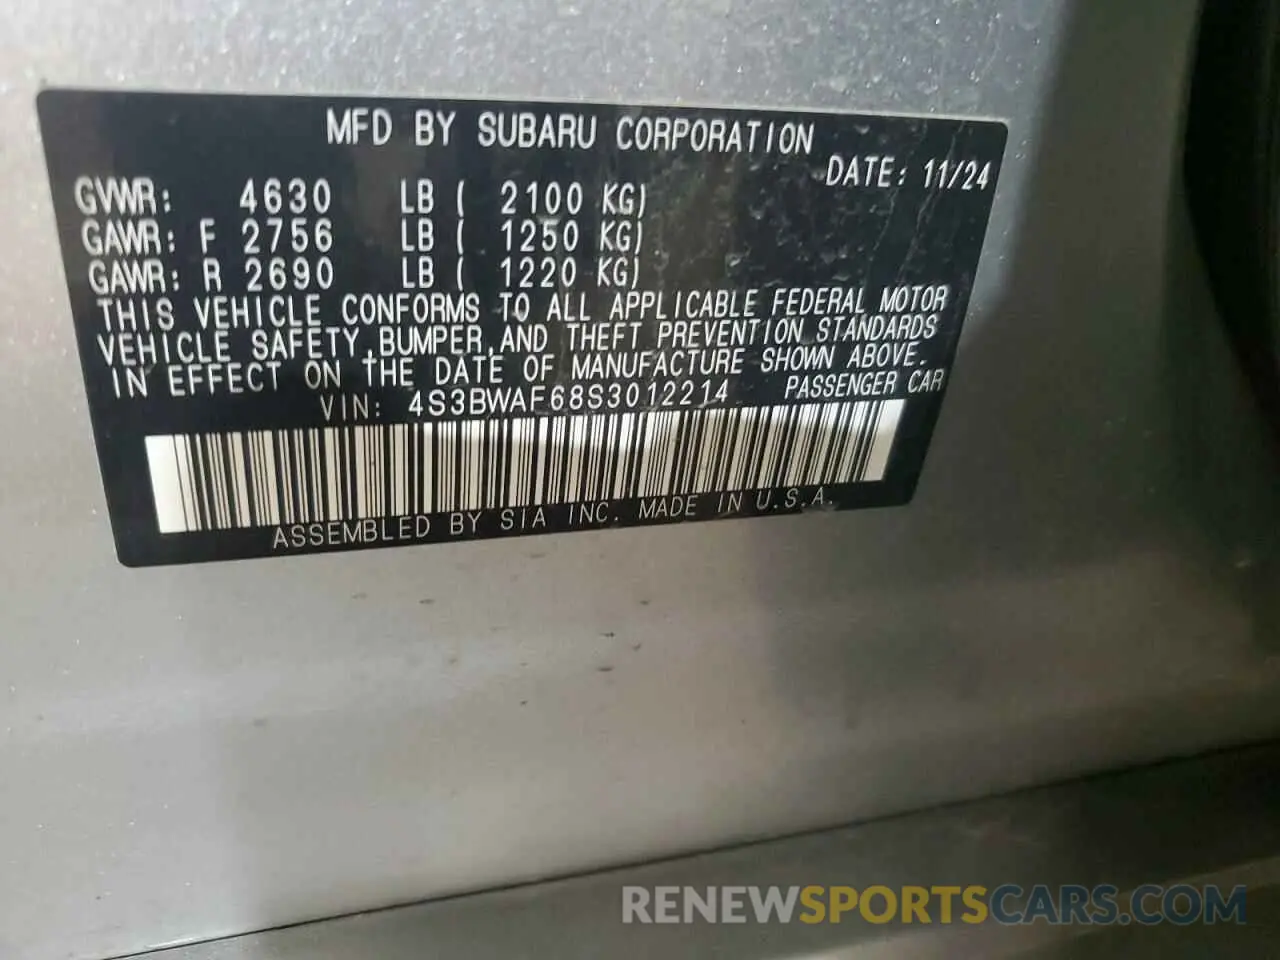 MFD BY SUBARU CORPORATION
DATE: 11/24
GVWR: 4630 LB ( 2100 KG)
GAWR: F 2756 LB ( 1250 KG)
GAWR: R 2690 LB ( 1220 KG)
THIS VEHICLE CONFORMS TO ALL APPLICABLE FEDERAL MOTOR
VEHICLE SAFETY,BUMPER,AND THEFT PREVENTION STANDARDS
IN EFFECT ON THE DATE OF MANUFACTURE SHOWN ABOVE.
VIN: 4S3BWAF68S3012214 PASSENGER CAR
ASSEMBLED BY SIA INC. MADE IN U.S.A.
RENEWSPORTSCARS.COM